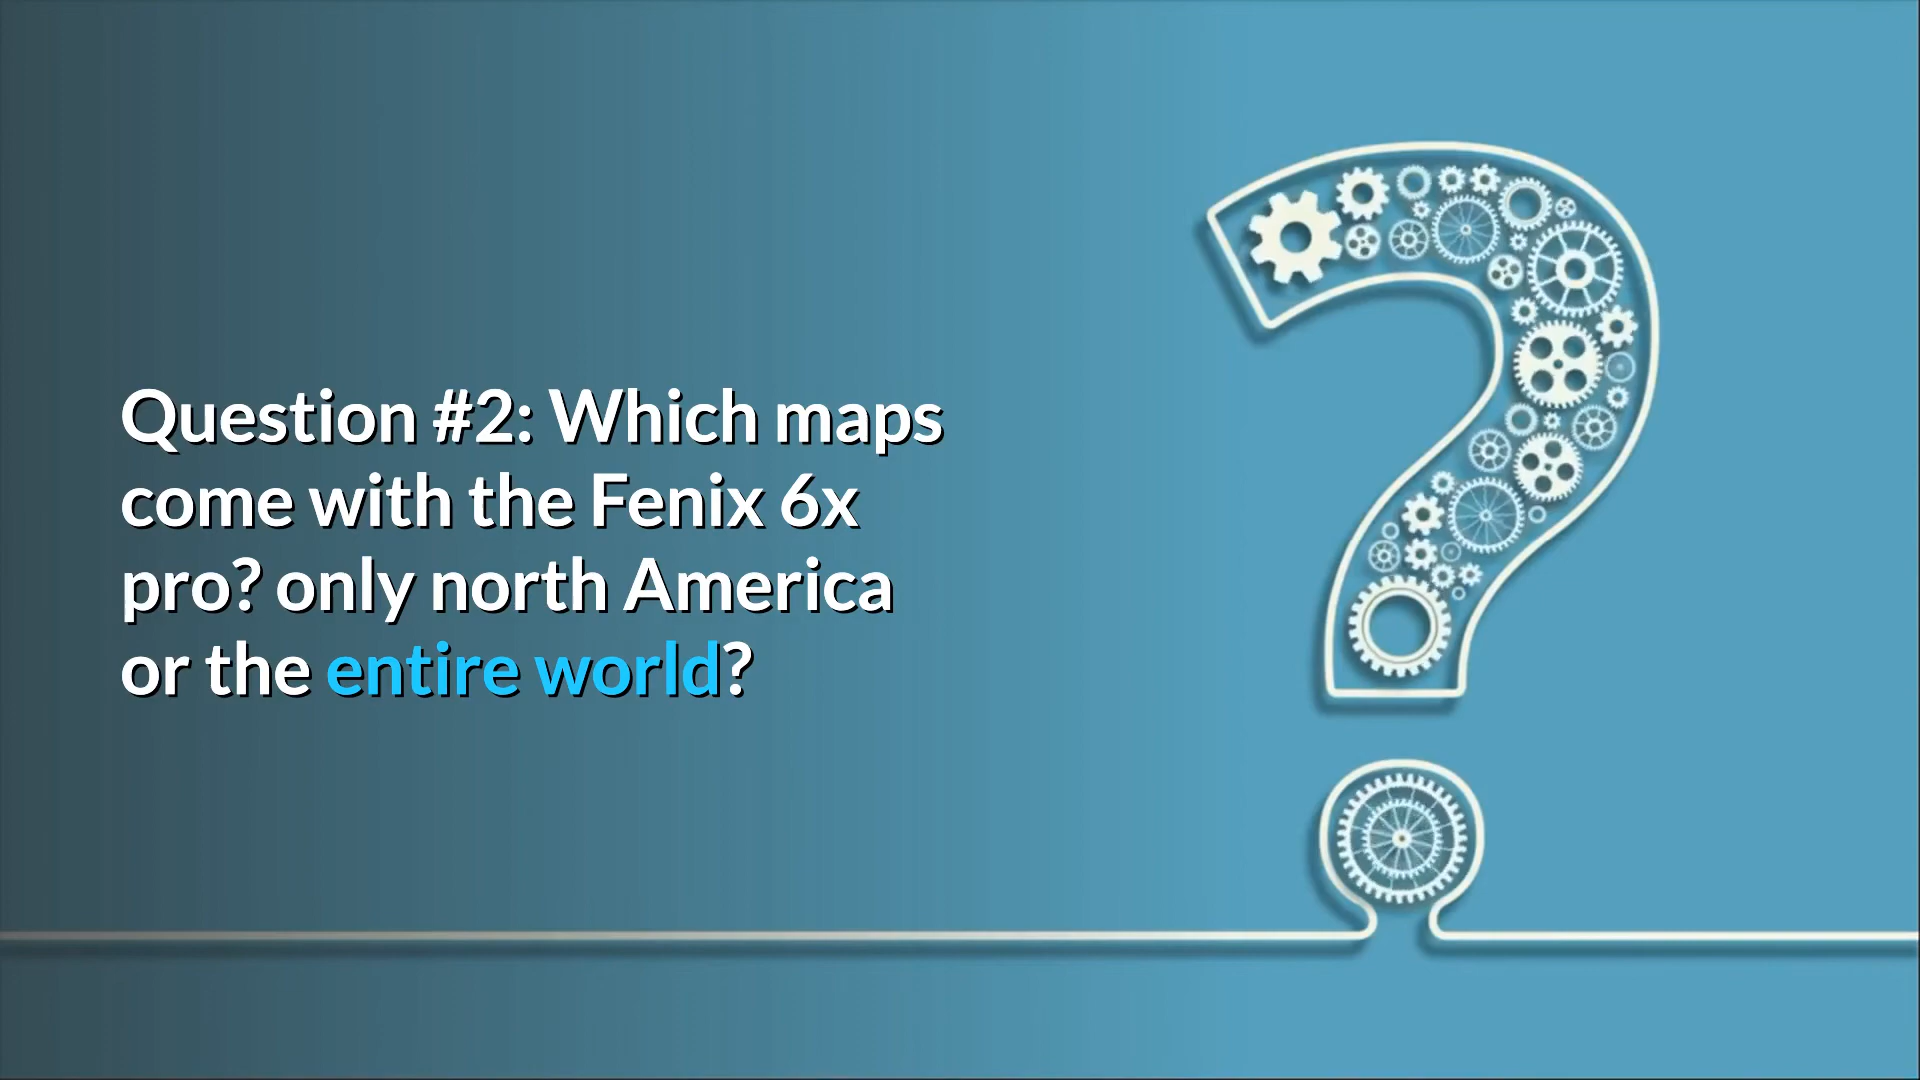 Question #2: Which maps
come with the Fenix 6x
pro? only north America
or the entire world?